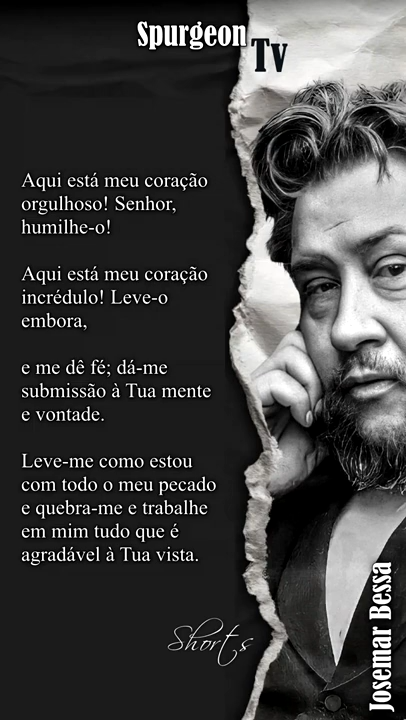 Spurgeon
Tv
Aqui está meu coração
orgulhoso! Senhor,
humilhe-o!
Aqui está meu coração
incrédulo! Leve-o
embora,
e me dê fé; dá-me
submissão à Tua mente
e vontade.
Leve-me como estou
com todo o meu pecado
e quebra-me e trabalhe
em mim tudo que é
agradável à Tua vista.
Shorts
Josemar Bessa